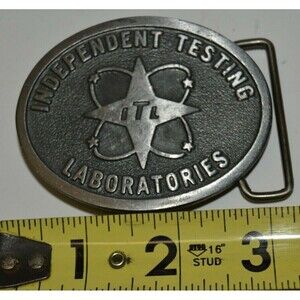 INDEPENDENT TESTING
ITL
LABORATORIES
1 2 3
16"
STUD